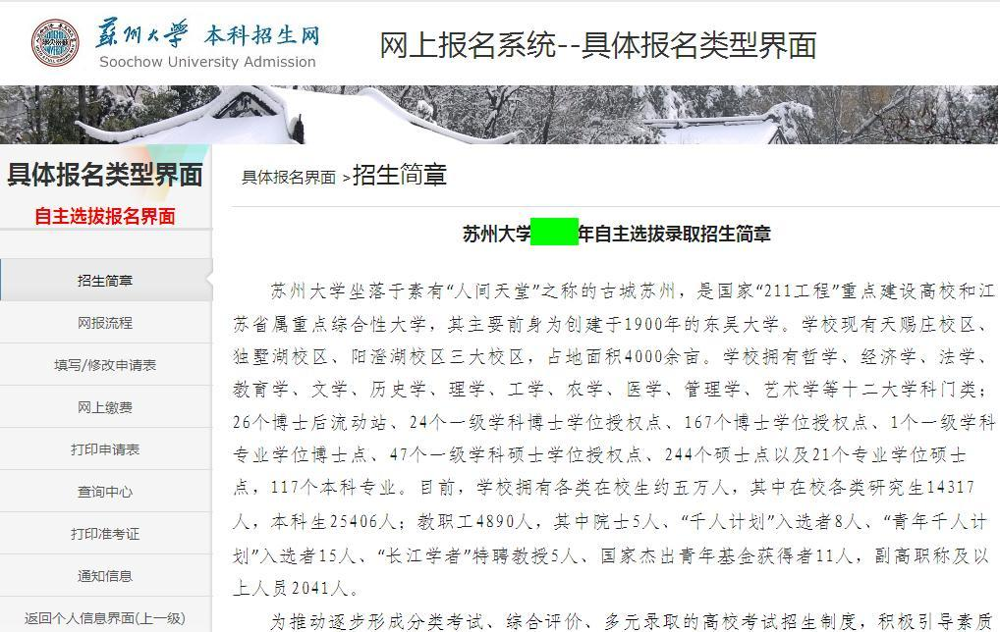 蘇州大學 本科招生网
Soochow University Admission
网上报名系统--具体报名类型界面
具体报名类型界面
自主选拔报名界面
招生简章
网报流程
填写/修改申请表
网上缴费
打印申请表
查询中心
打印准考证
通知信息
返回个人信息界面(上一级)
具体报名界面 >招生简章
苏州大学 年自主选拔录取招生简章
苏州大学坐落于素有“人间天堂”之称的古城苏州，是国家“211工程”重点建设高校和江
苏省属重点综合性大学，其主要前身为创建于1900年的东吴大学。学校现有天赐庄校区、
独墅湖校区、阳澄湖校区三大校区，占地面积4000余亩。学校拥有哲学、经济学、法学、
教育学、文学、历史学、理学、工学、农学、医学、管理学、艺术学等十二大学科门类；
26个博士后流动站、24个一级学科博士学位授权点、167个博士学位授权点、1个一级学科
专业学位博士点、47个一级学科硕士学位授权点、244个硕士点以及21个专业学位硕士
点，117个本科专业。目前，学校拥有各类在校生约五万人，其中在校各类研究生14317
人，本科生25406人；教职工4890人，其中院士5人、“千人计划”入选者8人、“青年千人计
划”入选者15人、“长江学者”特聘教授5人、国家杰出青年基金获得者11人，副高职称及以
上人员2041人。
为推动逐步形成分类考试、综合评价、多元录取的高校考试招生制度，积极引导素质